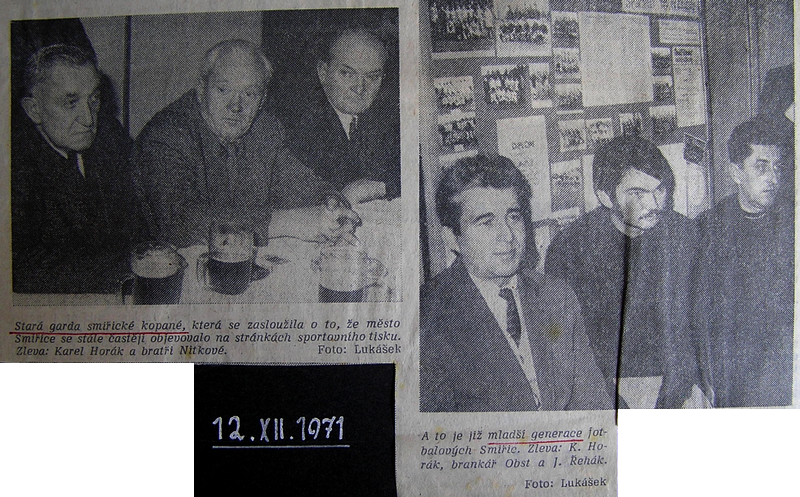 Stará garda smiřické kopané, která se zasloužila o to, že město
Smiřice se stále častěji objevovalo na stránkách sportovního tisku.
Zleva: Karel Horák a bratři Nitkové. Foto: Lukášek
12.XII.1971
DIPLOM
A to je již mladší generace fot-
balových Smiřic. Zleva: K. Ho-
rák, brankář Obst a J. Řehák.
Foto: Lukášek